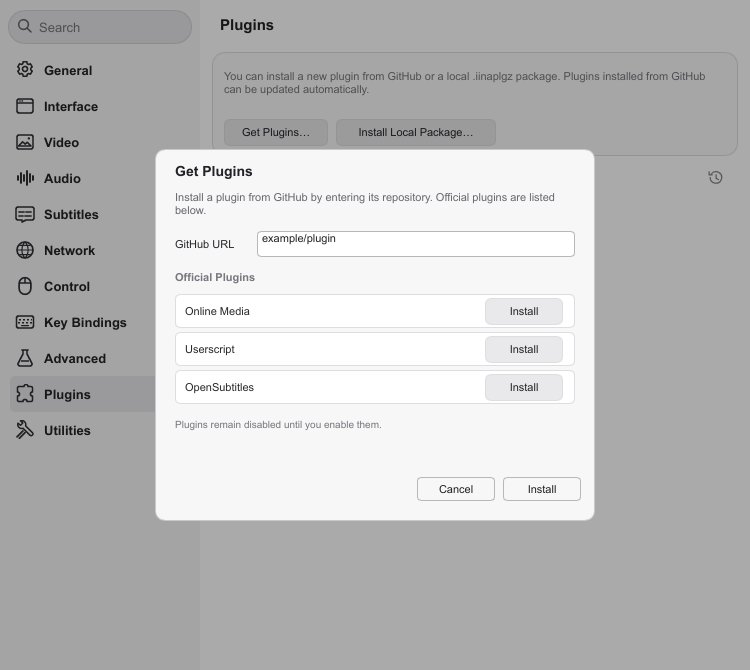 Search
General
Interface
Video
Audio
Subtitles
Network
Control
Key Bindings
Advanced
Plugins
Utilities
Plugins
You can install a new plugin from GitHub or a local .iinaplgz package. Plugins installed from GitHub
can be updated automatically.
Get Plugins…
Install Local Package…
Get Plugins
Install a plugin from GitHub by entering its repository. Official plugins are listed
below.
GitHub URL
example/plugin
Official Plugins
Online Media
Install
Userscript
Install
OpenSubtitles
Install
Plugins remain disabled until you enable them.
Cancel
Install